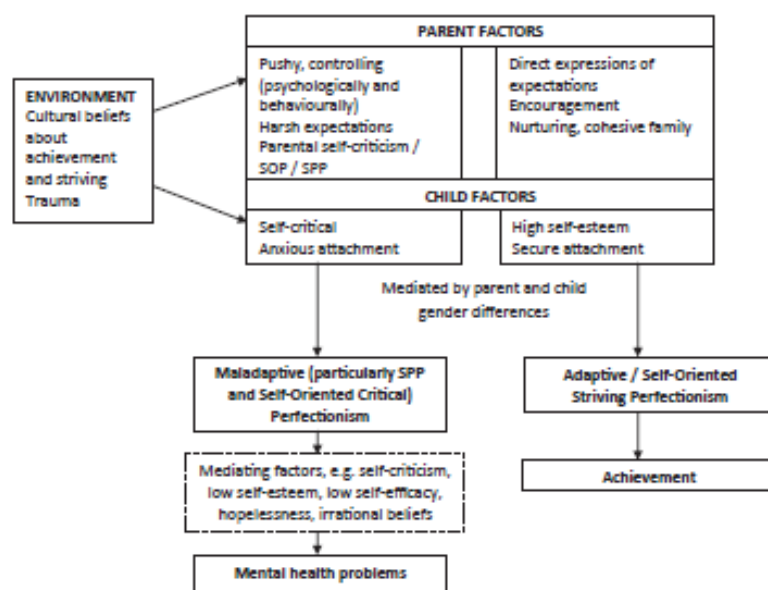 PARENT FACTORS
ENVIRONMENT
Cultural beliefs
about
achievement
and striving
Trauma
Pushy, controlling
(psychologically and
behaviourally)
Harsh expectations
Parental self-criticism /
SOP / SPP
Direct expressions of
expectations
Encouragement
Nurturing, cohesive family
CHILD FACTORS
Self-critical
Anxious attachment
High self-esteem
Secure attachment
Mediated by parent and child
gender differences
Maladaptive (particularly SPP
and Self-Oriented Critical)
Perfectionism
Adaptive / Self-Oriented
Striving Perfectionism
Mediating factors, e.g. self-criticism,
low self-esteem, low self-efficacy,
hopelessness, irrational beliefs
Achievement
Mental health problems